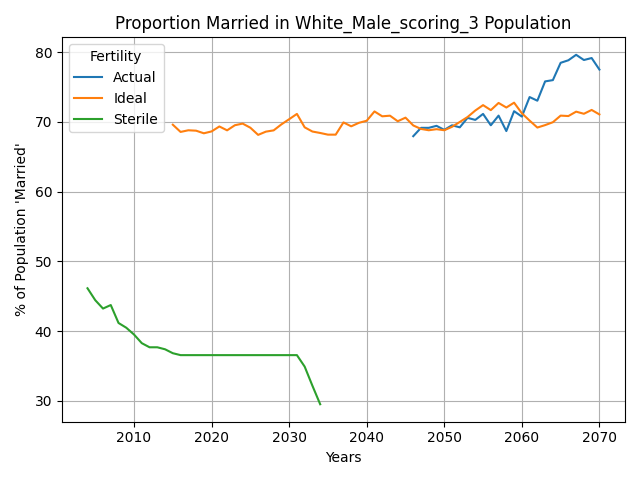 Proportion Married in White_Male_scoring_3 Population
Fertility
Actual
Ideal
Sterile
% of Population 'Married'
80
70
60
50
40
30
2010
2020
2030
2040
2050
2060
2070
Years